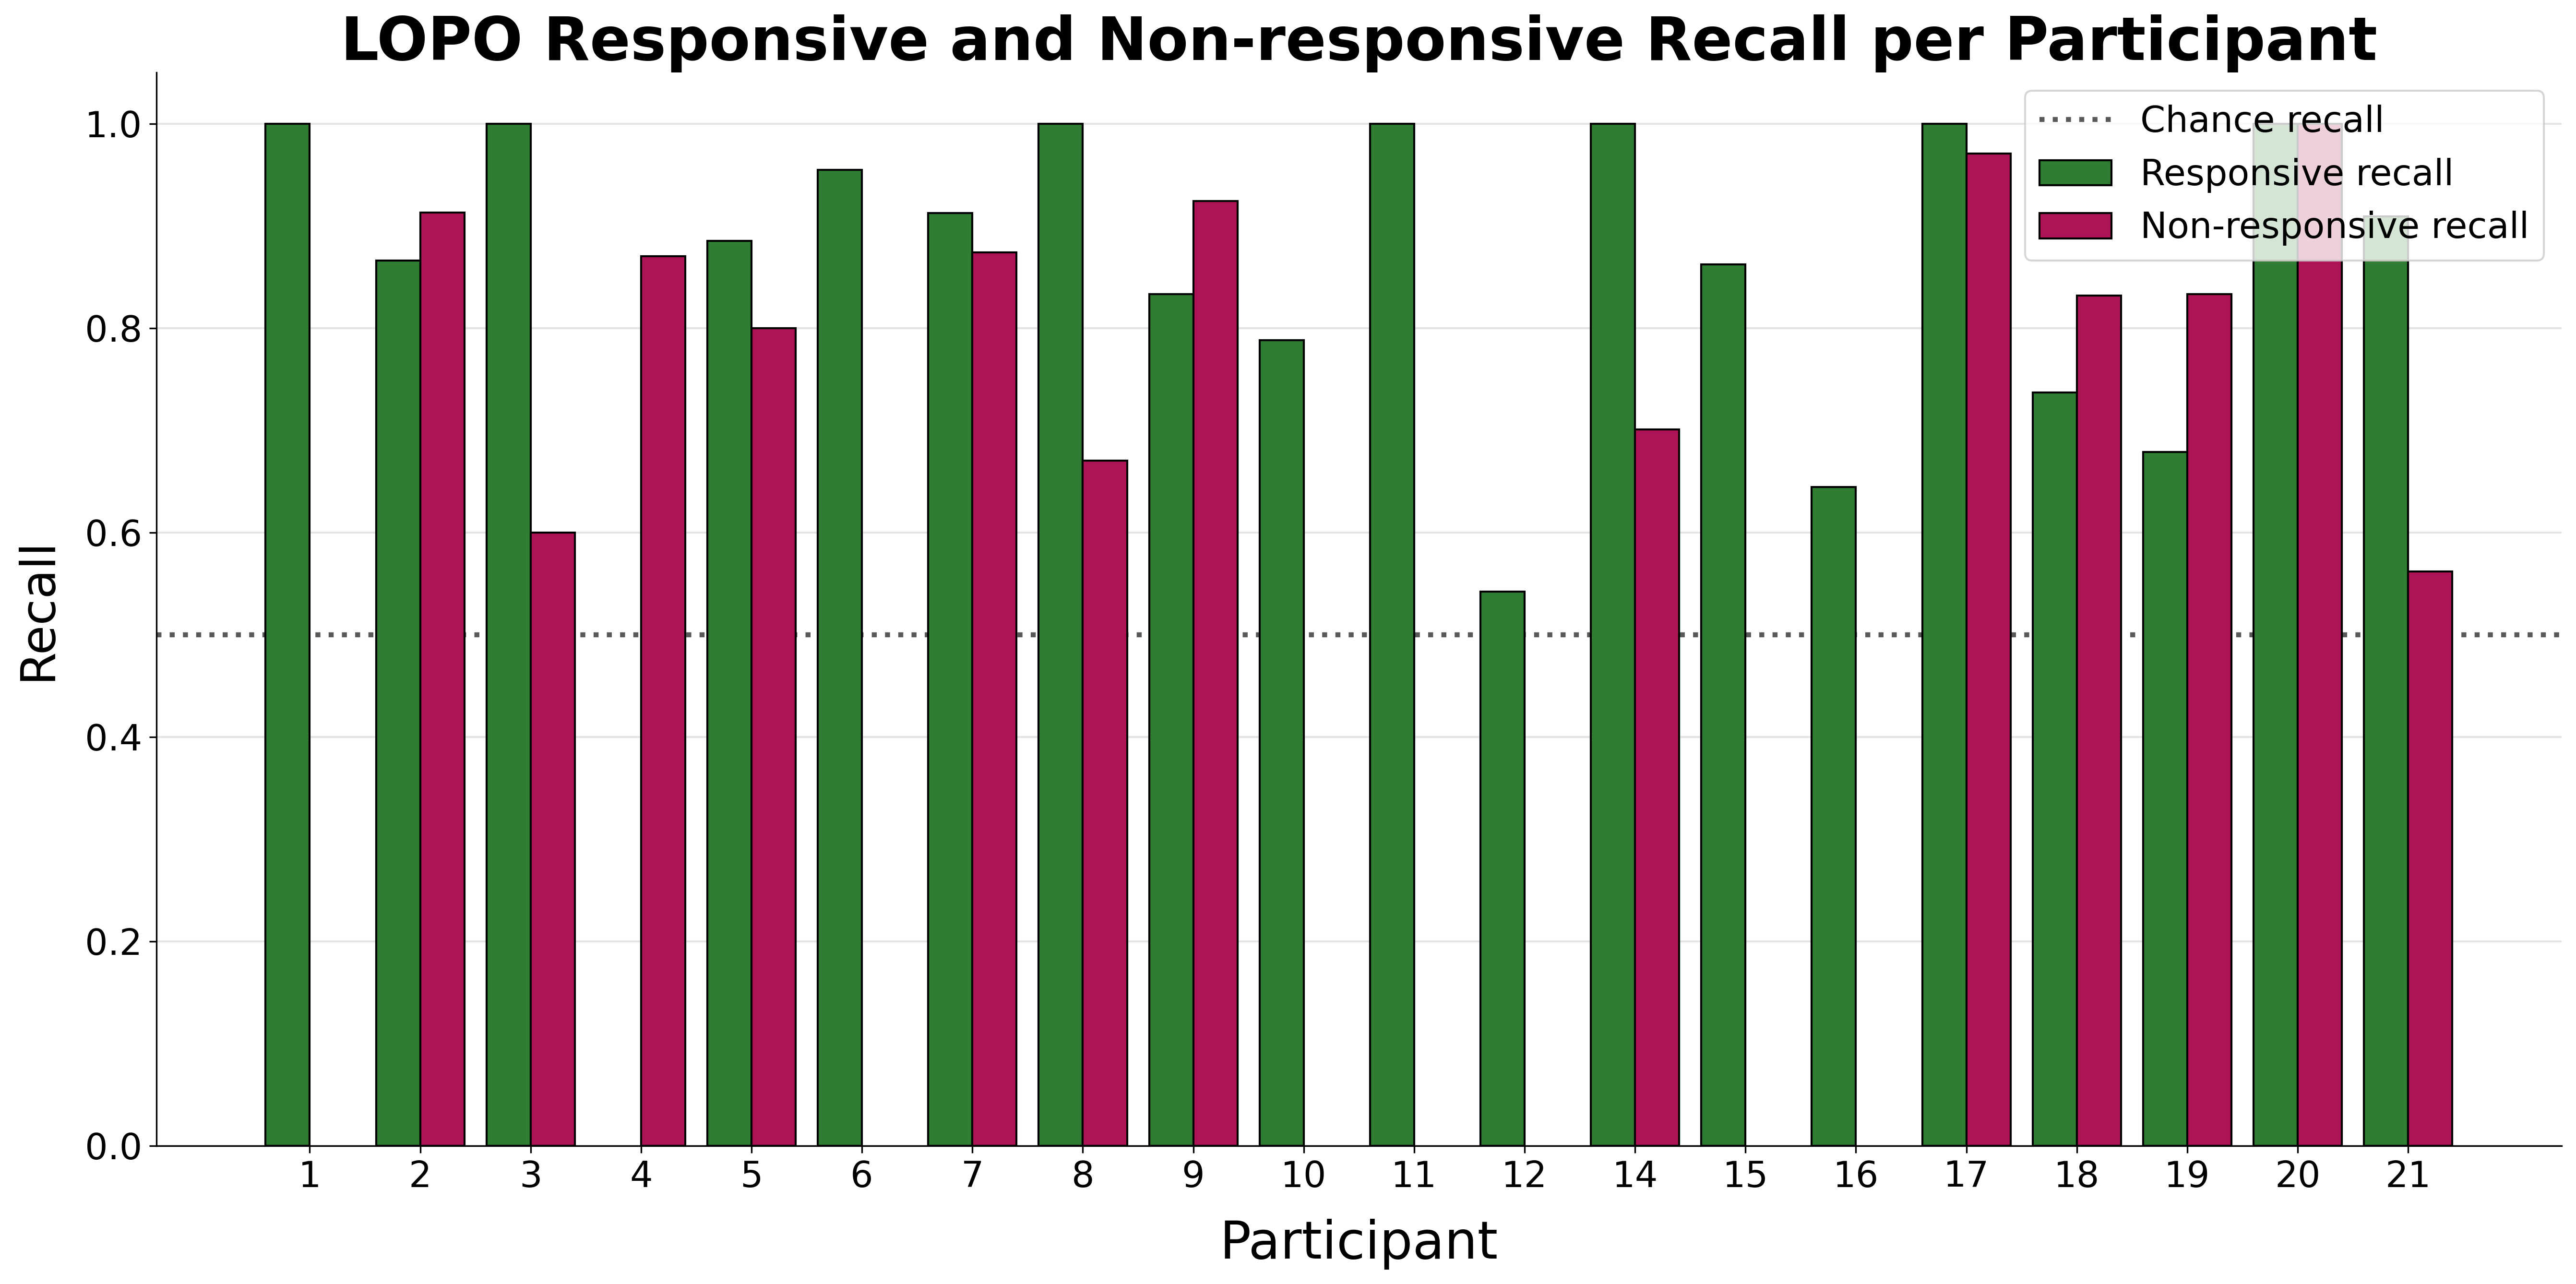 LOPO Responsive and Non-responsive Recall per Participant
Chance recall
Responsive recall
Non-responsive recall
1.0
0.8
0.6
0.4
0.2
0.0
Recall
1 2 3 4 5 6 7 8 9 10 11 12 14 15 16 17 18 19 20 21
Participant